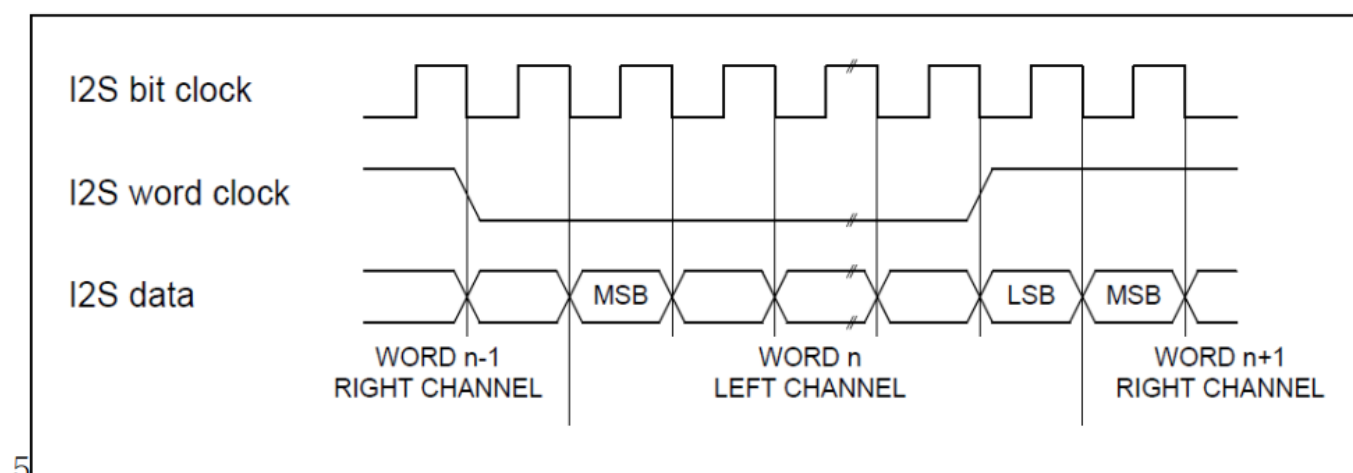 I2S bit clock
I2S word clock
I2S data
MSB
LSB
MSB
WORD n-1
RIGHT CHANNEL
WORD n
LEFT CHANNEL
WORD n+1
RIGHT CHANNEL
5